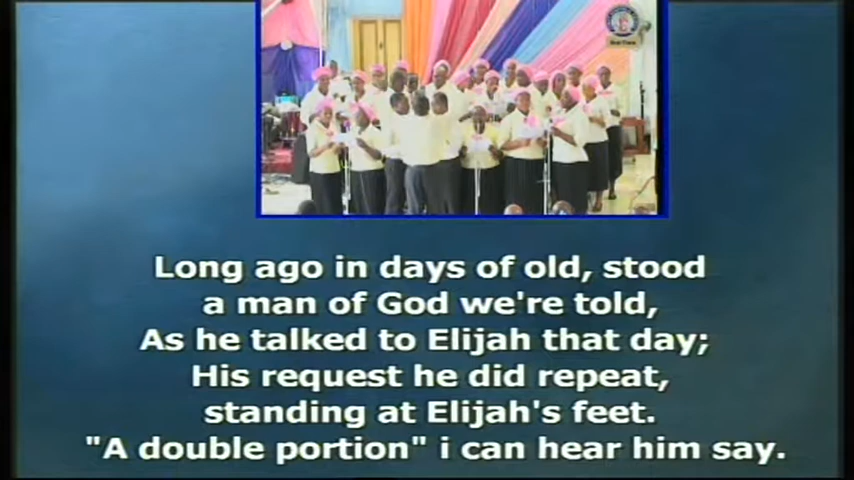 Long ago in days of old, stood
a man of God we're told,
As he talked to Elijah that day;
His request he did repeat,
standing at Elijah's feet.
"A double portion" i can hear him say.